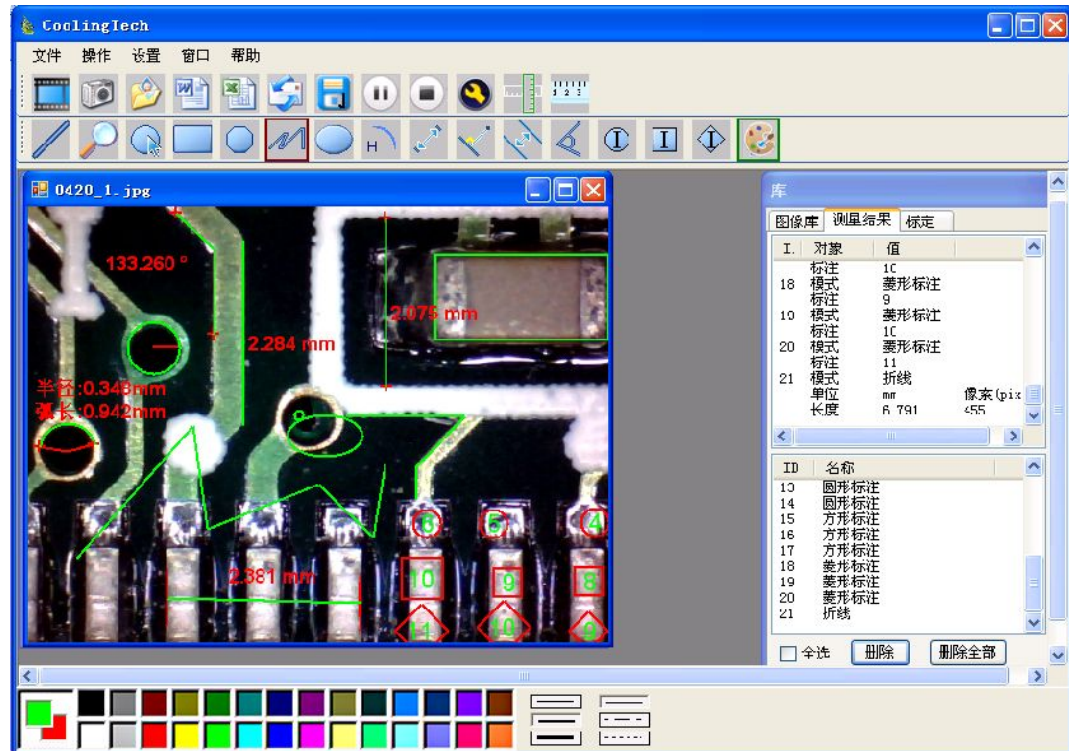 CoolingTech
文件 操作 设置 窗口 帮助
1 2 3
H
0420_1.jpg
133.260 °
2.284 mm
2.075 mm
半径:0.348mm
弧长:0.942mm
2.381 mm
6 5 4
10 9 8
11 10 9
库
图像库 测量结果 标定
I. 对象 值
标注 10
18 模式 菱形标注
标注 9
19 模式 菱形标注
标注 10
20 模式 菱形标注
标注 11
21 模式 折线
单位 mm 像素(pix
长度 6.791 455
ID 名称
13 圆形标注
14 圆形标注
15 方形标注
16 方形标注
17 方形标注
18 菱形标注
19 菱形标注
20 菱形标注
21 折线
全选 删除 删除全部